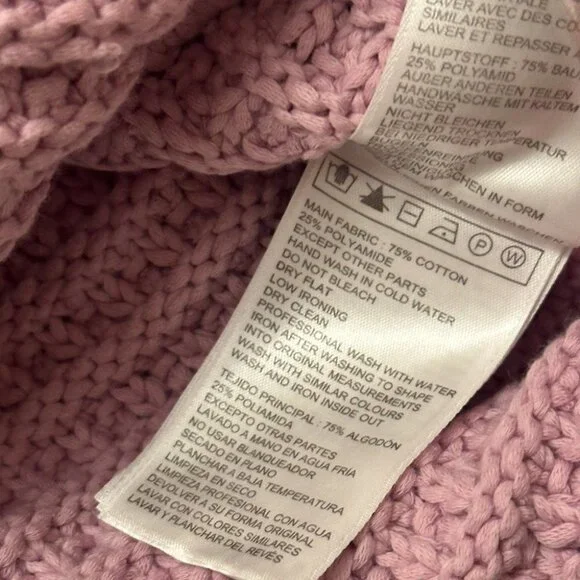 LAVER AVEC DES
SIMILAIRES
LAVER ET REPASSER
HAUPTSTOFF : 75%
25% POLYAMID
AUßER ANDEREN TEILEN
HANDWÄSCHE MIT KALTEM
WASSER
NICHT BLEICHEN
LIEGEND TROCKNEN
TEMPERATUR
IN FORM
P W
MAIN FABRIC : 75% COTTON
25% POLYAMIDE
EXCEPT OTHER PARTS
HAND WASH IN COLD WATER
DO NOT BLEACH
DRY FLAT
LOW IRONING
DRY CLEAN
PROFESSIONAL WASH WITH WATER
IRON AFTER WASHING TO SHAPE
INTO ORIGINAL MEASUREMENTS
WASH WITH SIMILAR COLOURS
WASH AND IRON INSIDE OUT
TEJIDO PRINCIPAL : 75% ALGODÓN
25% POLIAMIDA
EXCEPTO OTRAS PARTES
LAVADO A MANO EN AGUA FRÍA
NO USAR BLANQUEADOR
SECADO EN PLANO
PLANCHAR A BAJA TEMPERATURA
LIMPIEZA EN SECO
LIMPIEZA PROFESIONAL CON AGUA
DEVOLVER A SU FORMA ORIGINAL
LAVAR CON COLORES SIMILARES
LAVAR Y PLANCHAR DEL REVÉS